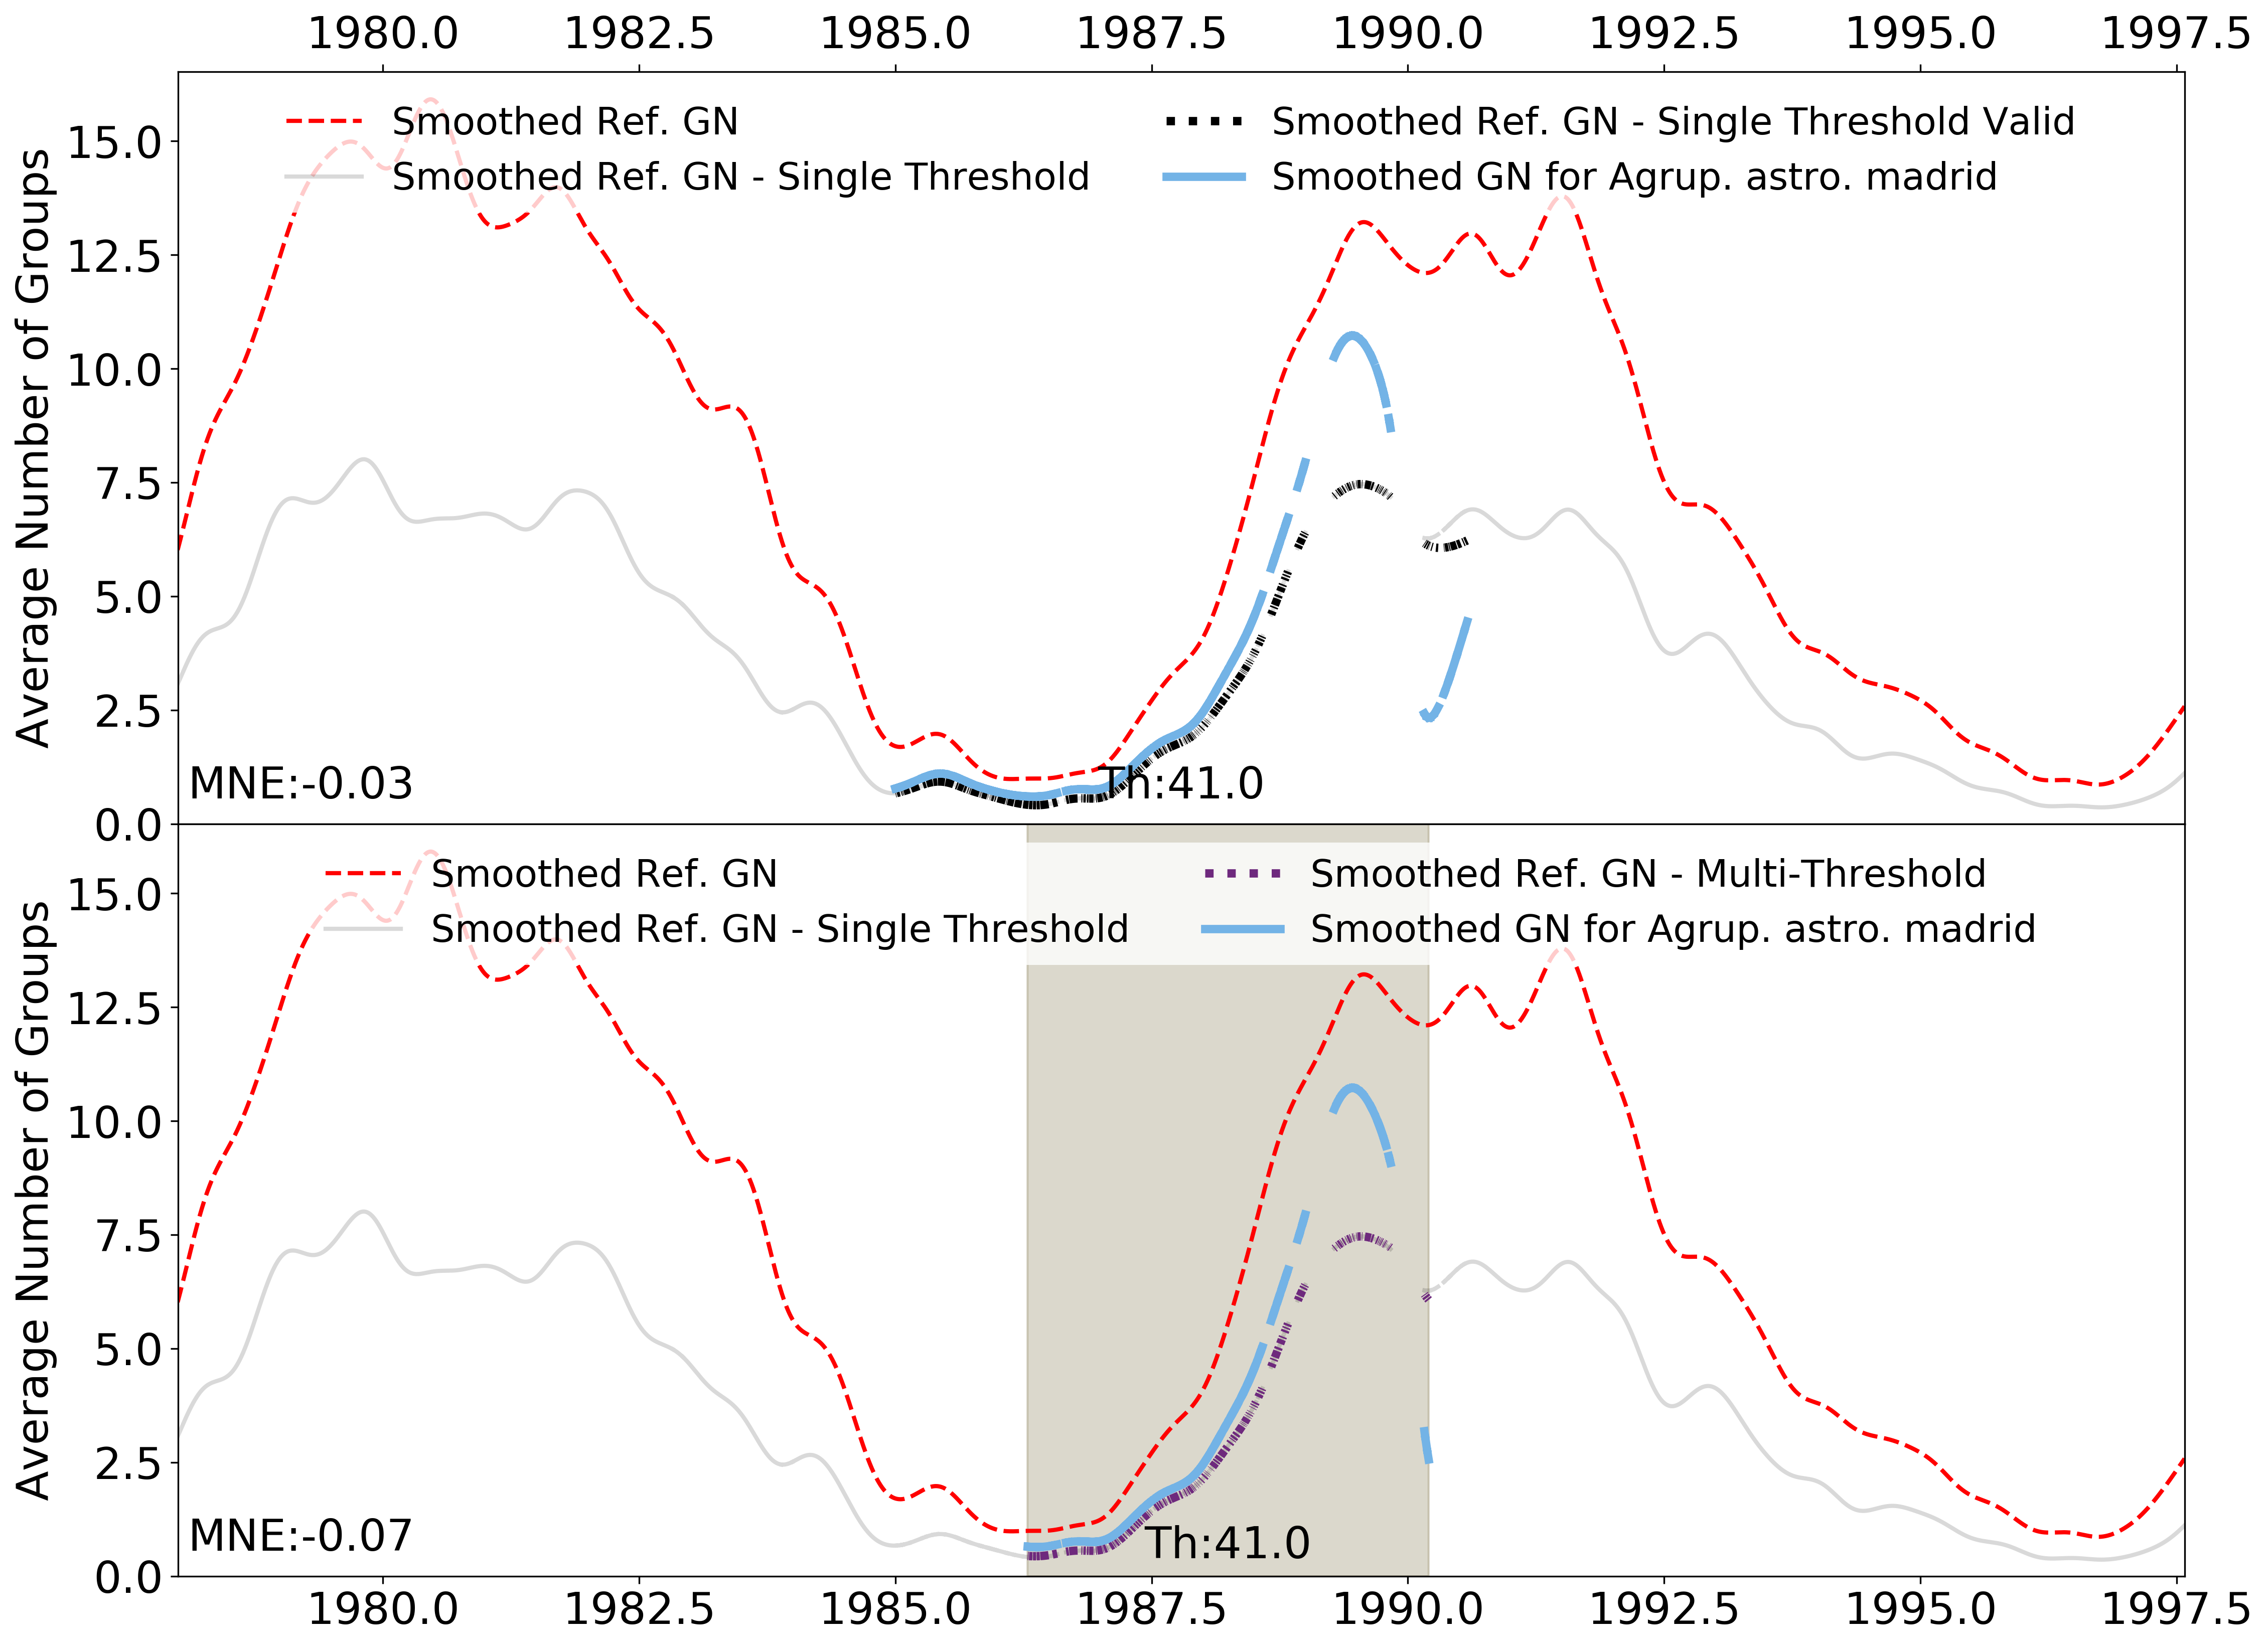 1980.0 1982.5 1985.0 1987.5 1990.0 1992.5 1995.0 1997.5
Smoothed Ref. GN
Smoothed Ref. GN - Single Threshold
Smoothed Ref. GN - Single Threshold Valid
Smoothed GN for Agrup. astro. madrid
Average Number of Groups
15.0
12.5
10.0
7.5
5.0
2.5
0.0
MNE:-0.03
Th:41.0
Smoothed Ref. GN
Smoothed Ref. GN - Single Threshold
Smoothed Ref. GN - Multi-Threshold
Smoothed GN for Agrup. astro. madrid
Average Number of Groups
15.0
12.5
10.0
7.5
5.0
2.5
0.0
MNE:-0.07
Th:41.0
1980.0 1982.5 1985.0 1987.5 1990.0 1992.5 1995.0 1997.5